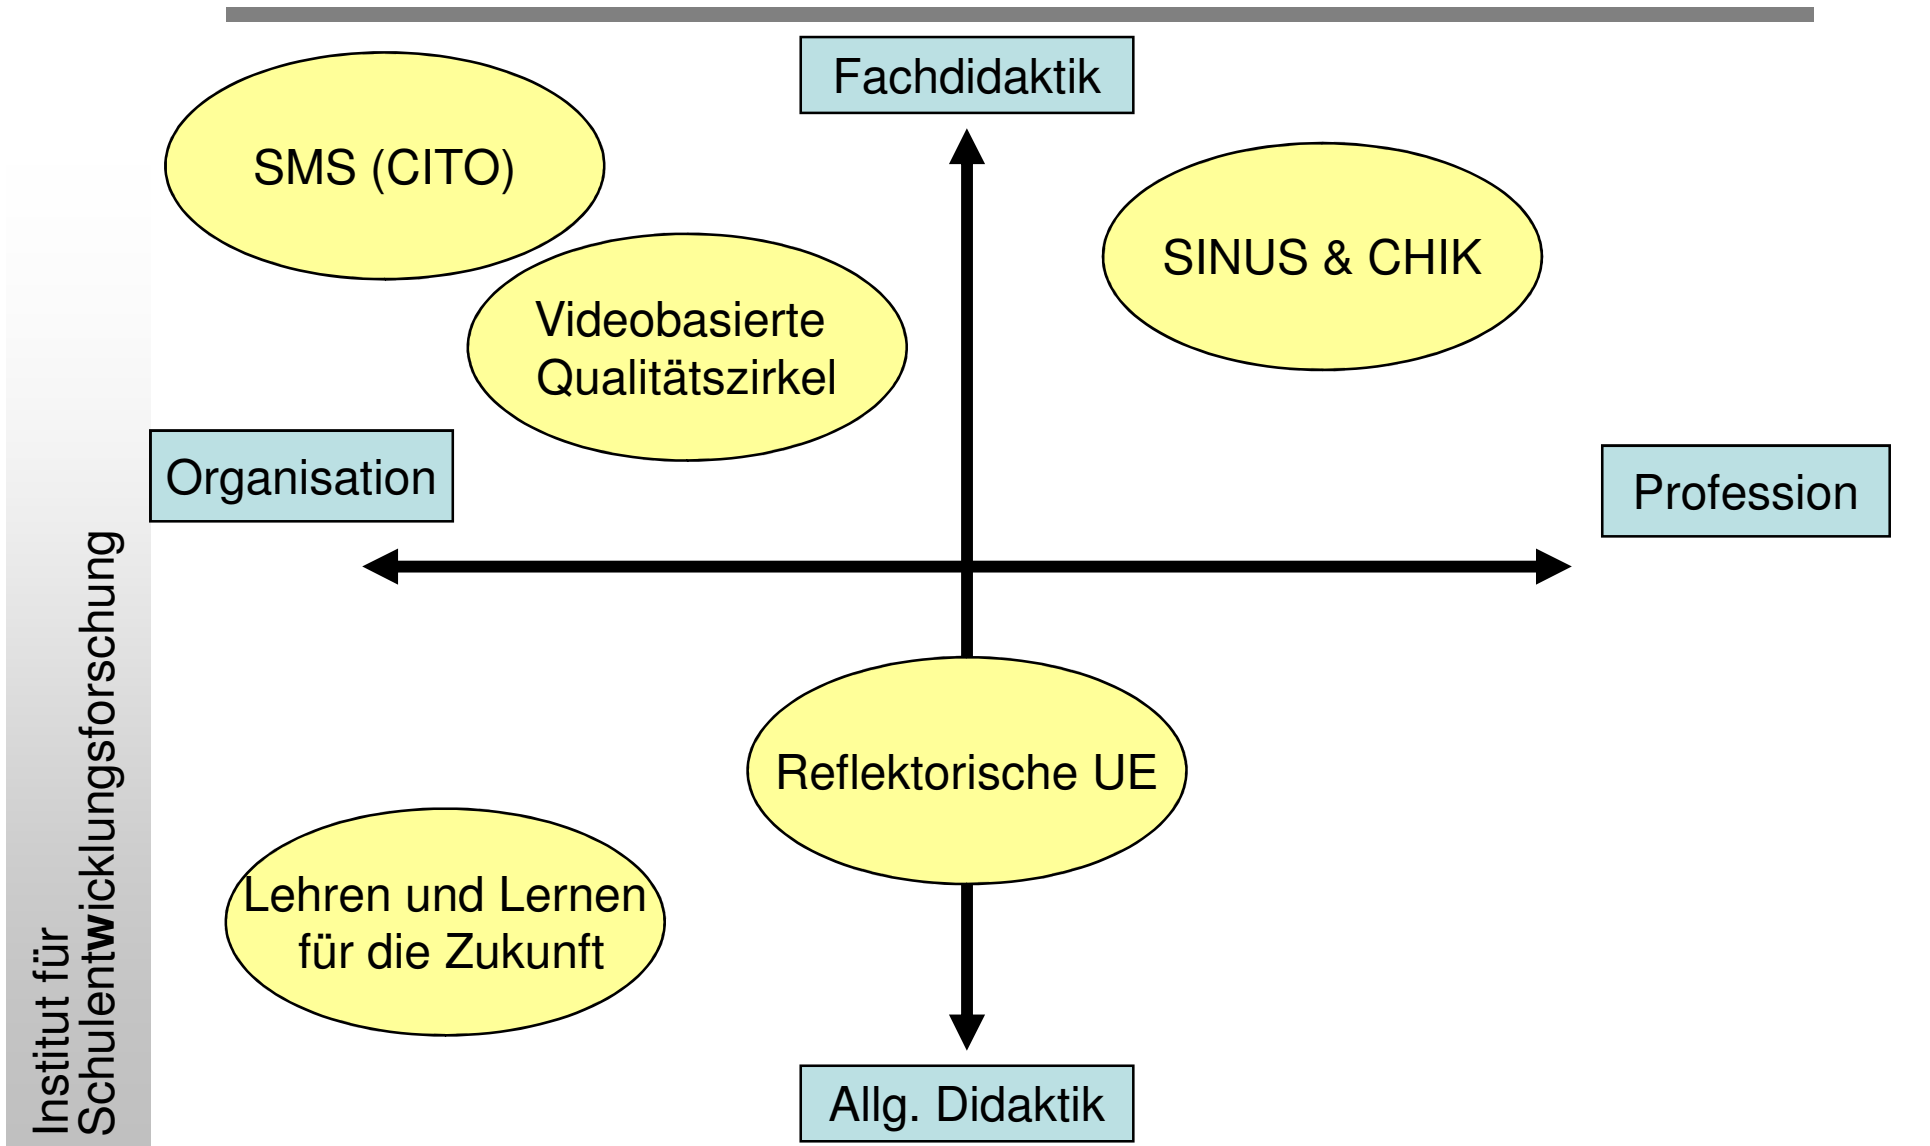 Fachdidaktik
SMS (CITO)
SINUS & CHIK
Videobasierte
Qualitätszirkel
Organisation
Profession
Reflektorische UE
Lehren und Lernen
für die Zukunft
Allg. Didaktik
Institut für
Schulentwicklungsforschung